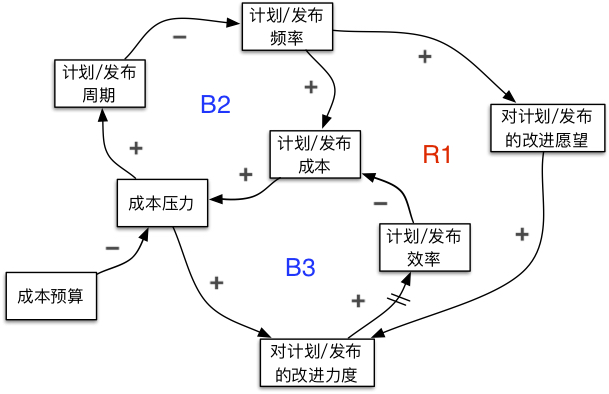 计划/发布
频率
−
+
+
计划/发布
周期
B2
对计划/发布
的改进愿望
计划/发布
成本
R1
+
+
−
成本压力
+
计划/发布
效率
−
B3
成本预算
+
+
对计划/发布
的改进力度